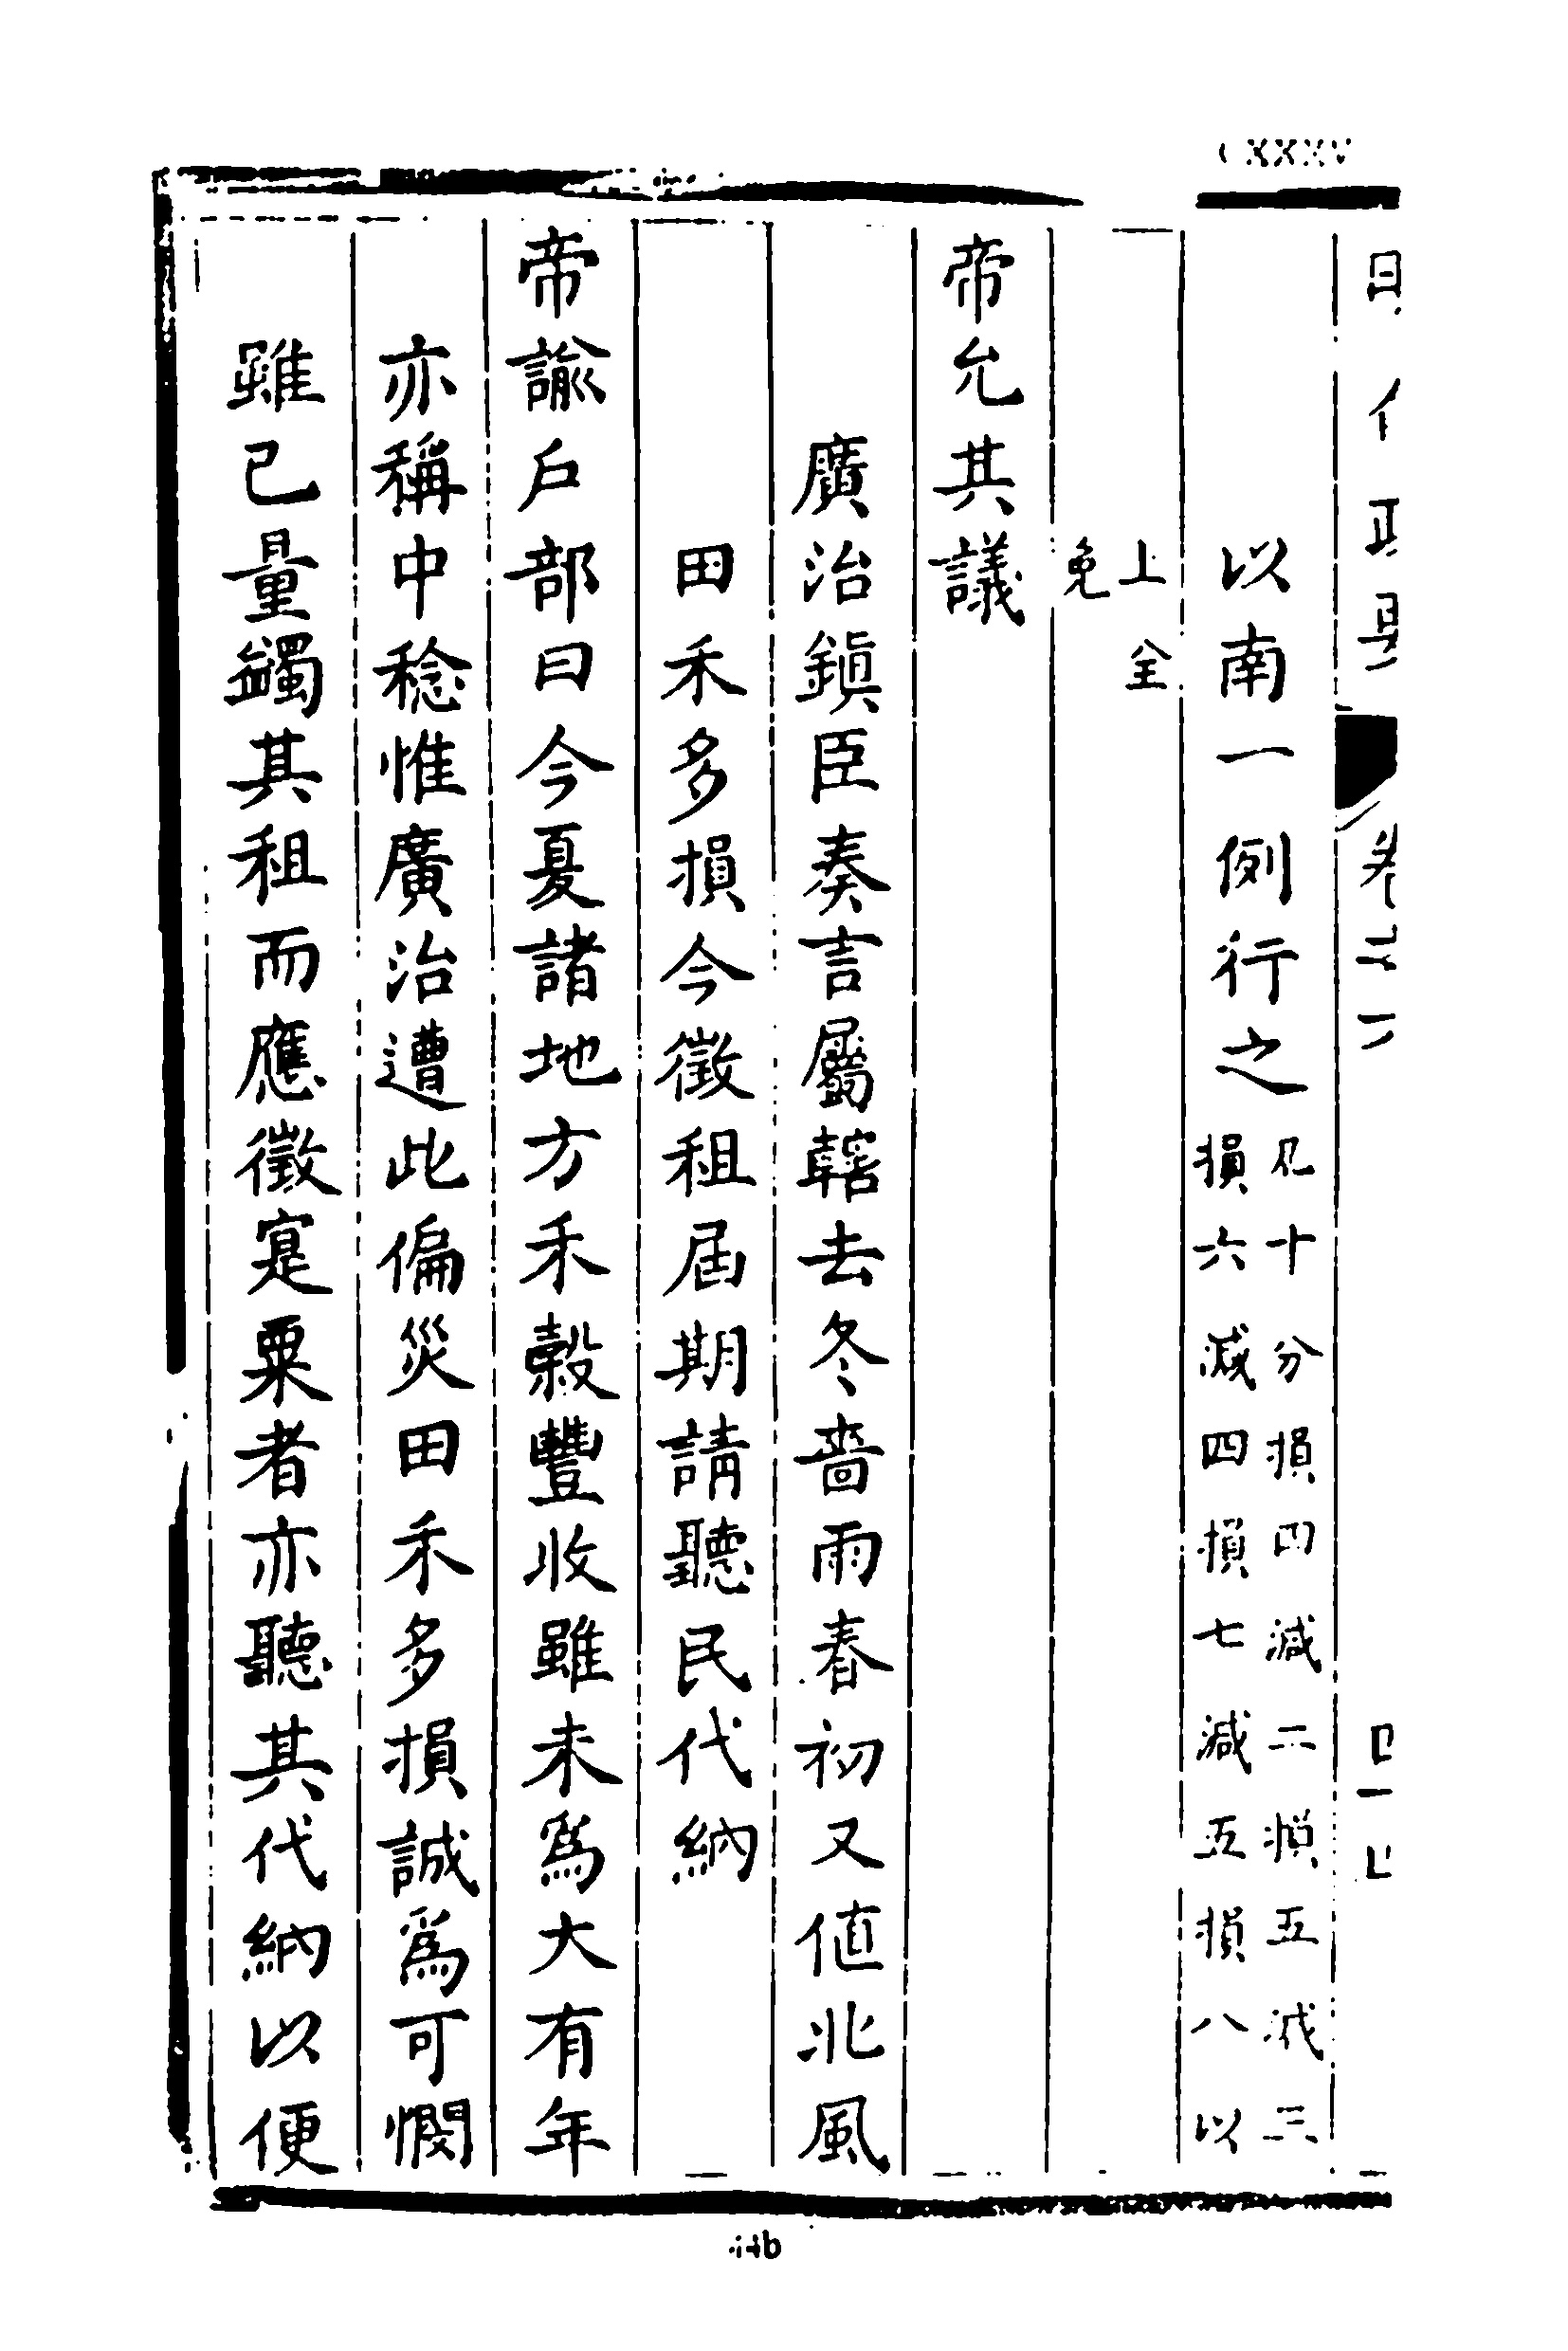 以南一例行之凡十分損四減二損五減三
損六減四損七減五損八以
上全
免
帝允其議
廣治鎭臣奏言屬轄去冬嗇雨春初又値北風
田禾多損今徵租屆期請聽民代納
帝諭戶部曰今夏諸地方禾穀豐收雖未爲大有年
亦稱中稔惟廣治遭此偏災田禾多損誠爲可憫
雖已量蠲其租而應徵寔粟者亦聽其代納以便